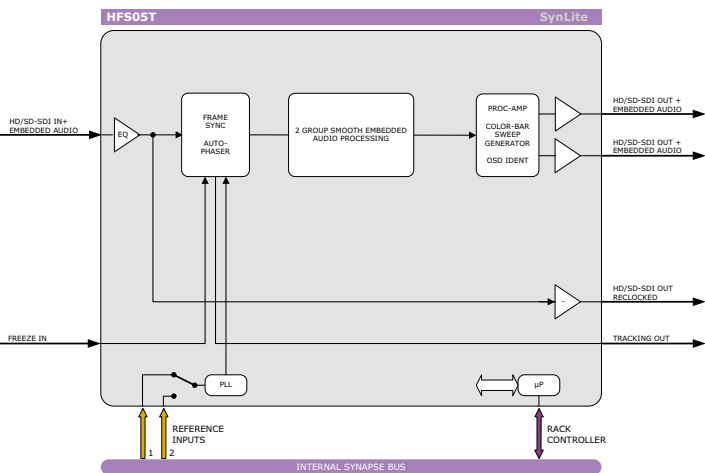 HFS05T
SynLite
HD/SD-SDI IN+
EMBEDDED AUDIO
EQ
FRAME
SYNC
AUTO-
PHASER
2 GROUP SMOOTH EMBEDDED
AUDIO PROCESSING
PROC-AMP
COLOR-BAR
SWEEP
GENERATOR
OSD IDENT
HD/SD-SDI OUT +
EMBEDDED AUDIO
HD/SD-SDI OUT +
EMBEDDED AUDIO
-
HD/SD-SDI OUT
RECLOCKED
FREEZE IN
TRACKING OUT
PLL
µP
REFERENCE
INPUTS
1
2
RACK
CONTROLLER
INTERNAL SYNAPSE BUS